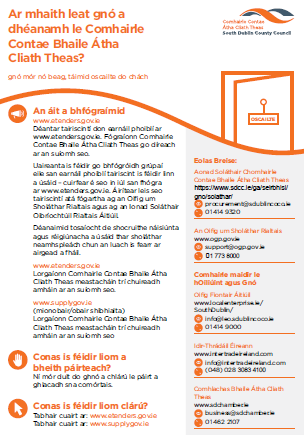 Ar mhaith leat gnó a
dhéanamh le Comhairle
Contae Bhaile Átha
Cliath Theas?
gnó mór nó beag, táimid oscailte do chách
Comhairle Contae
Átha Cliath Theas
South Dublin County Council
OSCAILTE
An áit a bhfógraímid
www.etenders.gov.ie
Déantar tairiscintí don earnáil phoiblí ar
www.etenders.gov.ie. Fógraíonn Comhairle
Contae Bhaile Átha Cliath Theas go díreach
ar an suíomh seo.
Uaireanta is féidir go bhfógróidh grúpaí
eile san earnáil phoiblí tairiscint is féidir linn
a úsáid - cuirfear é seo in iúl san fhógra
ar www.etenders.gov.ie. Áirítear leis seo
tairiscintí atá fógartha ag an Oifig um
Sholáthar Rialtais agus ag an Ionad Soláthair
Oibríochtúil Rialtais Áitiúil.
Déanaimid tosaíocht de shocruithe náisiúnta
agus réigiúnacha a úsáid thar sholáthar
neamhspleách chun an luach is fearr ar
airgead a fháil.
www.etenders.gov.ie
Lorgaíonn Comhairle Contae Bhaile Átha
Cliath Theas meastacháin trí chuireadh
amháin ar an suíomh seo.
www.supplygov.ie
(mionobair/obair shibhialta)
Lorgaíonn Comhairle Contae Bhaile Átha
Cliath Theas meastacháin trí chuireadh
amháin ar an suíomh seo
Conas is féidir liom a
bheith páirteach?
Ní mór duit do ghnó a chlárú le páirt a
ghlacadh sna comórtais.
Conas is féidir liom clárú?
Tabhair cuairt ar: www.etenders.gov.ie
Tabhair cuairt ar: www.supplygov.ie
Eolas Breise:
Aonad Soláthair Chomhairle
Contae Bhaile Átha Cliath Theas
https://www.sdcc.ie/ga/seirbhisi/
gno/solathar/
procurement@sdublincoco.ie
01 414 9320
An Oifig um Sholáthar Rialtais
www.ogp.gov.ie
support@ogp.gov.ie
01 773 8000
Comhairle maidir le
hOiliúint agus Gnó
Oifig Fiontair Áitiúil
www.localenterprise.ie/
SouthDublin/
info@leo.sdublincoco.ie
01 414 9000
Idir-Thrádáil Éireann
www.intertradeireland.com
info@intertradeireland.com
(048) 028 3083 4100
Comhlachas Bhaile Átha Cliath
Theas
www.sdchamber.ie
business@sdchamber.ie
01 462 2107